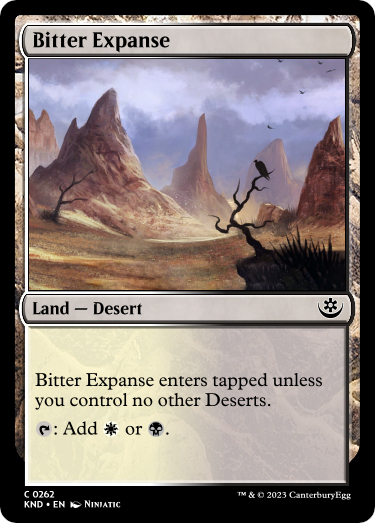 Bitter Expanse
Land — Desert
Bitter Expanse enters tapped unless
you control no other Deserts.
: Add or .
C 0262
™ & © 2023 CanterburyEgg
KND • EN Ninjatic